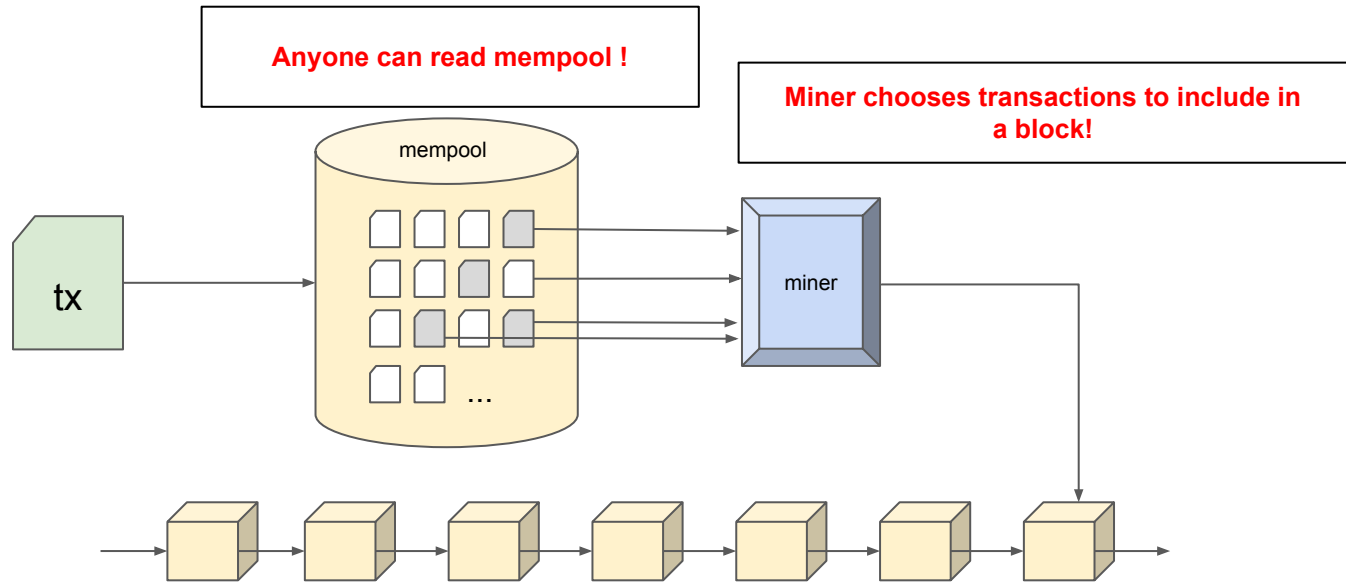 Anyone can read mempool !
Miner chooses transactions to include in
a block!
mempool
tx
miner
...